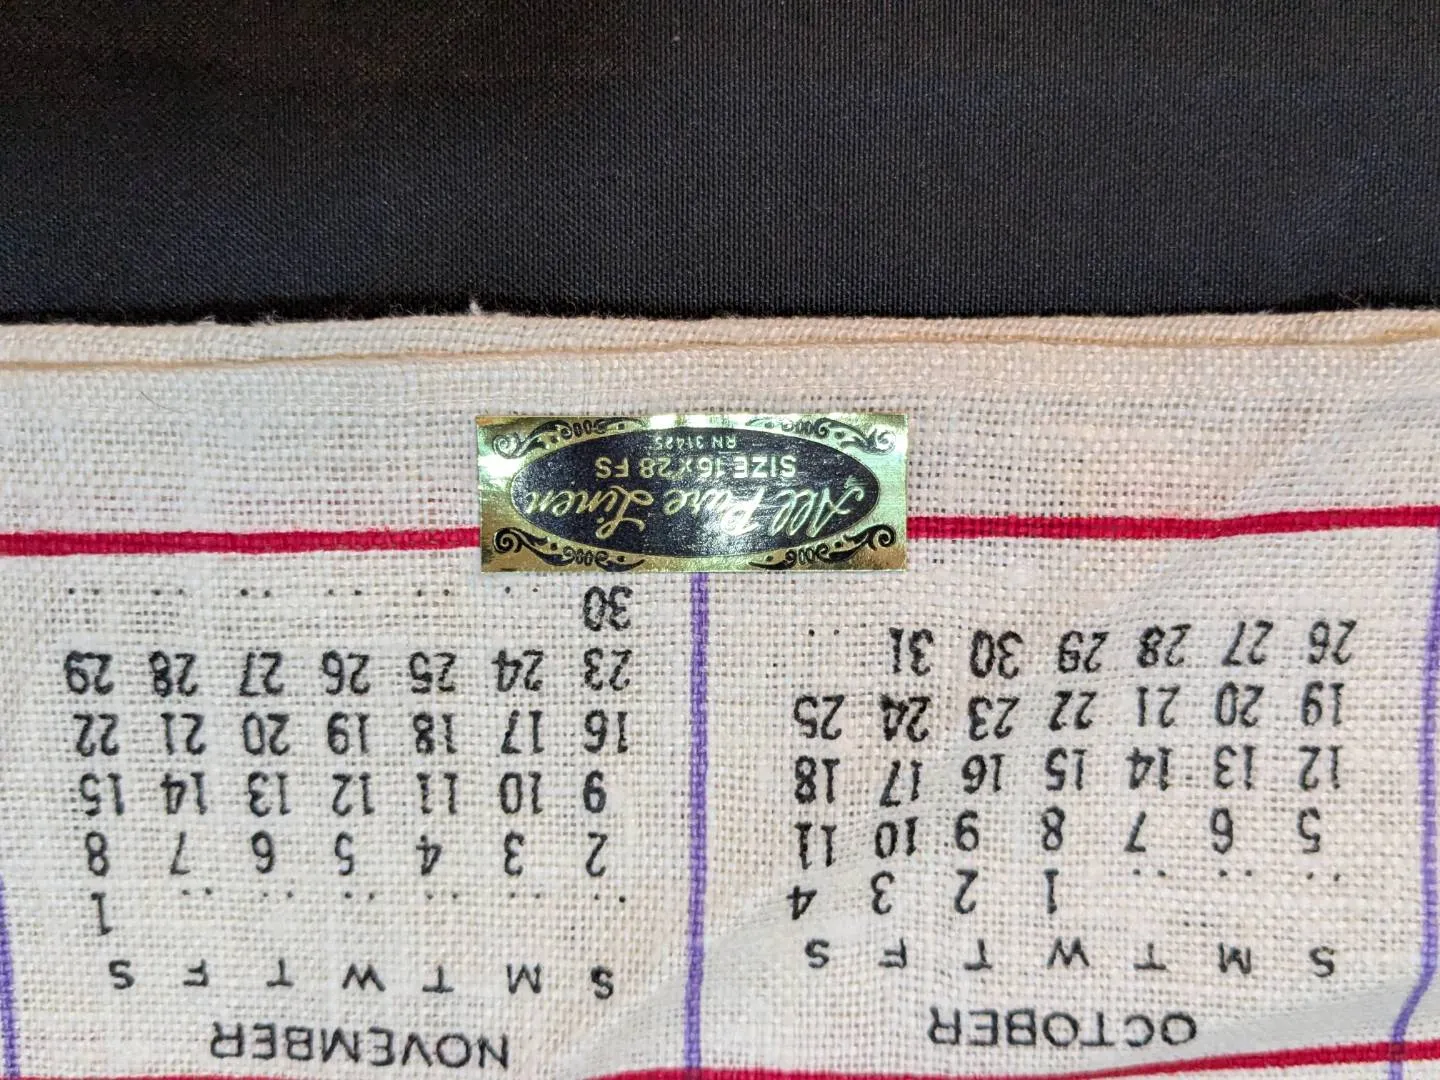 OCTOBER
S M T W T F S
.. .. .. 1 2 3 4
5 6 7 8 9 10 11
12 13 14 15 16 17 18
19 20 21 22 23 24 25
26 27 28 29 30 31 ..
NOVEMBER
S M T W T F S
.. .. .. .. .. .. 1
2 3 4 5 6 7 8
9 10 11 12 13 14 15
16 17 18 19 20 21 22
23 24 25 26 27 28 29
30 .. .. .. .. .. ..
All Pure Linen
SIZE 16 x 28 FS
RN 31425